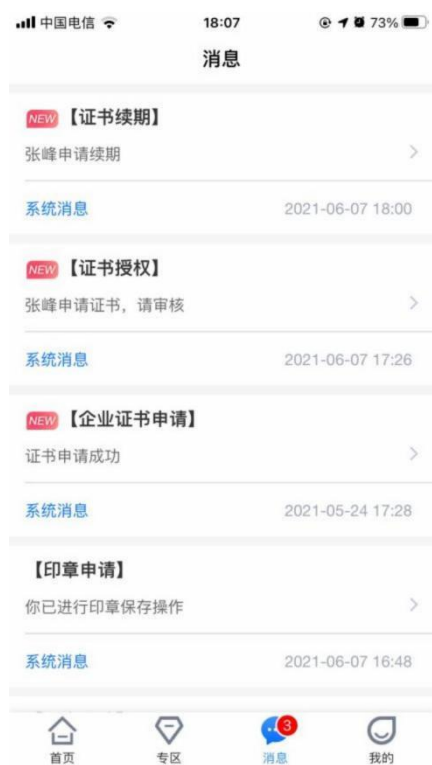 中国电信 18:07 73%
消息
NEW 【证书续期】
张峰申请续期
系统消息 2021-06-07 18:00
NEW 【证书授权】
张峰申请证书，请审核
系统消息 2021-06-07 17:26
NEW 【企业证书申请】
证书申请成功
系统消息 2021-05-24 17:28
【印章申请】
你已进行印章保存操作
系统消息 2021-06-07 16:48
3
首页 专区 消息 我的